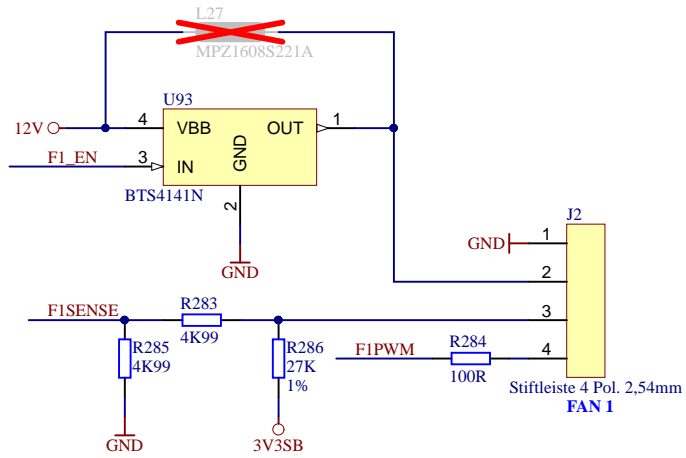 L27
MPZ1608S221A
U93
12V
4
VBB
OUT
1
F1_EN
3
IN
GND
BTS4141N
2
GND
J2
GND
1
2
F1SENSE
R283
4K99
3
R285
4K99
R286
27K
1%
F1PWM
R284
100R
4
Stiftleiste 4 Pol. 2,54mm
FAN 1
GND
3V3SB